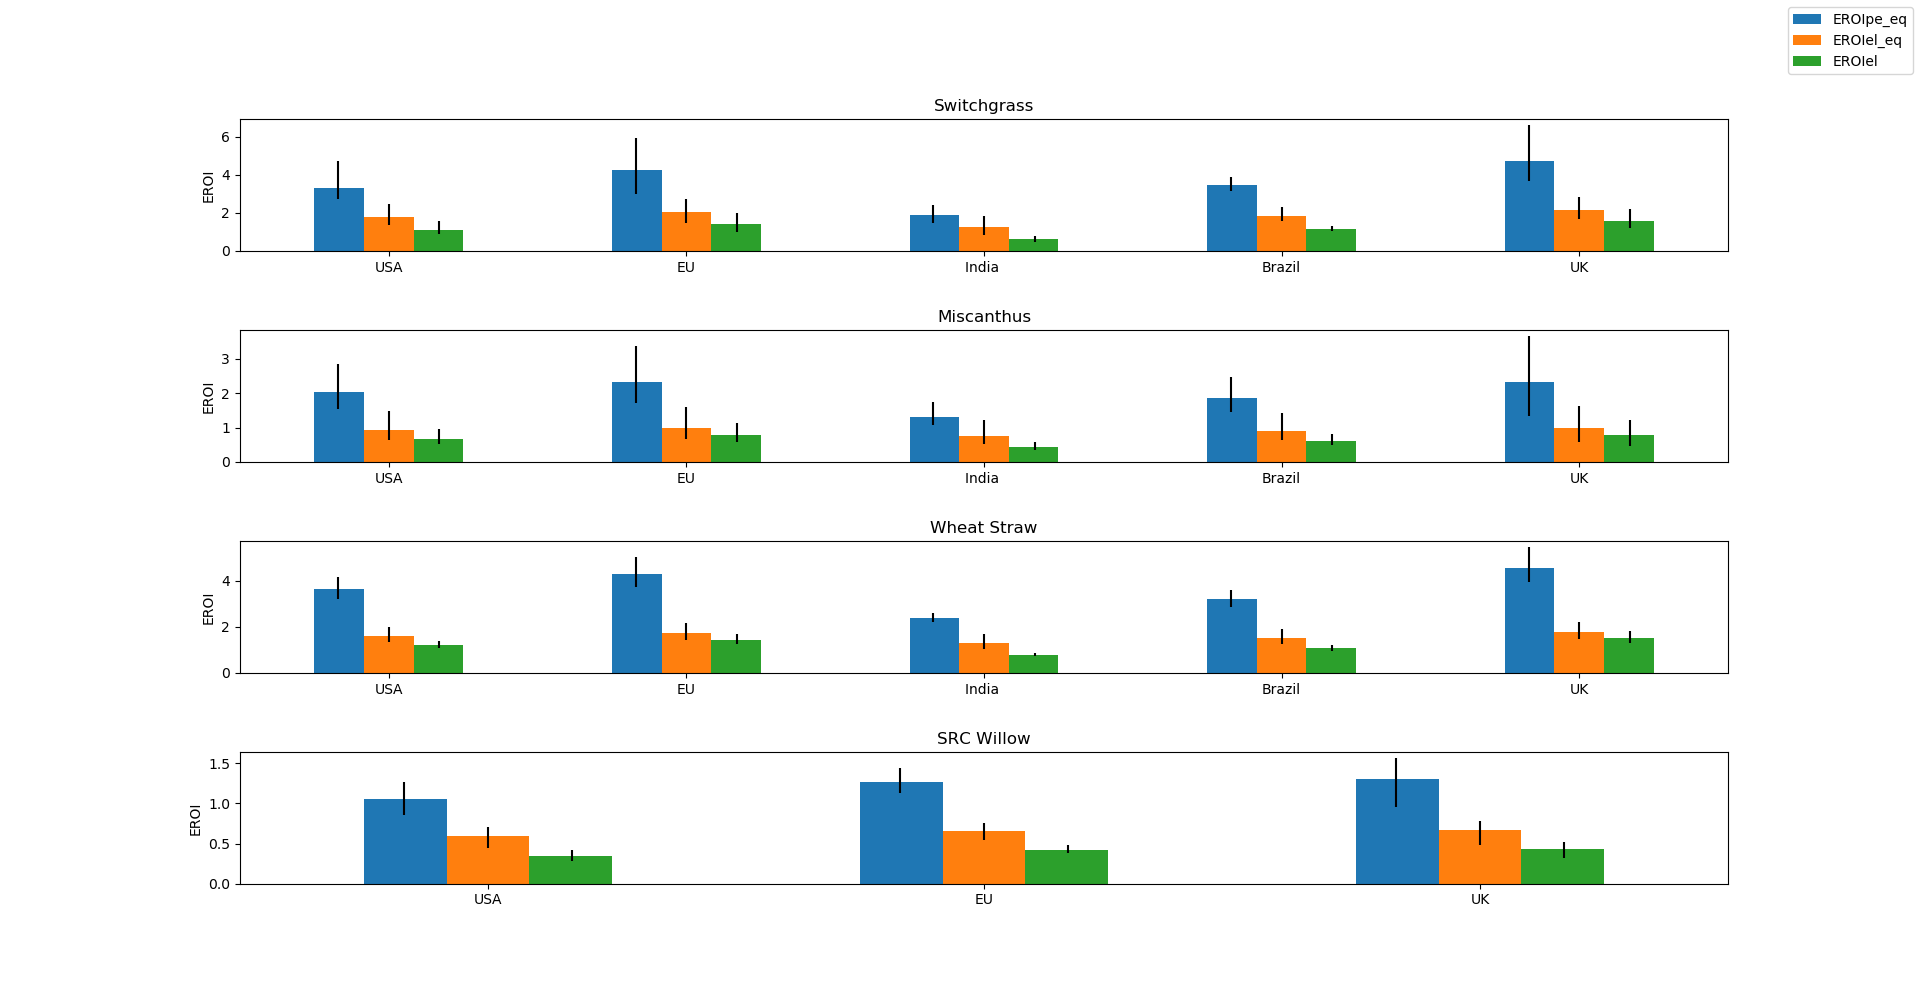 EROIpe_eq
EROIel_eq
EROIel
Switchgrass
6
4
2
0
EROI
USA EU India Brazil UK
Miscanthus
3
2
1
0
EROI
USA EU India Brazil UK
Wheat Straw
4
2
0
EROI
USA EU India Brazil UK
SRC Willow
1.5
1.0
0.5
0.0
EROI
USA EU UK